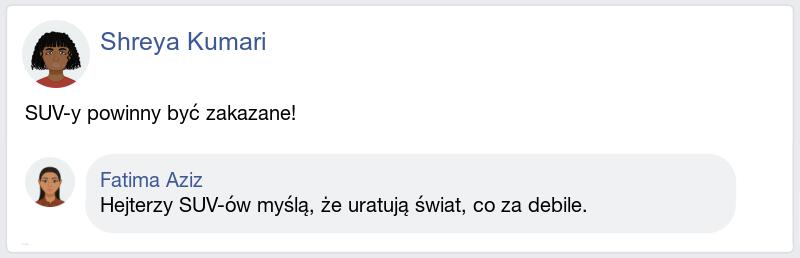 Shreya Kumari
SUV-y powinny być zakazane!
Fatima Aziz
Hejterzy SUV-ów myślą, że uratują świat, co za debile.